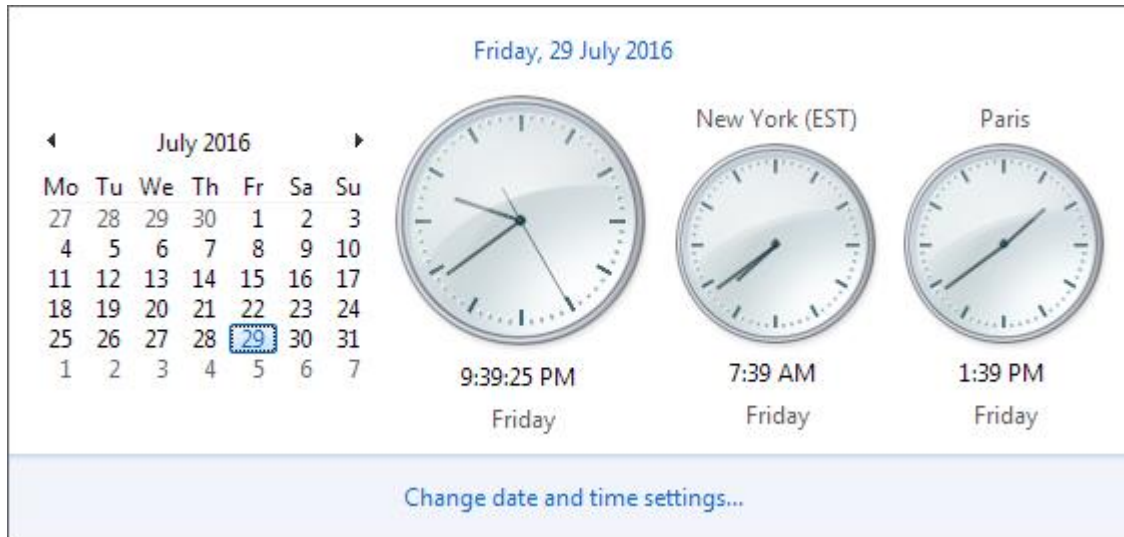 Friday, 29 July 2016
July 2016
Mo Tu We Th Fr Sa Su
27 28 29 30 1 2 3
4 5 6 7 8 9 10
11 12 13 14 15 16 17
18 19 20 21 22 23 24
25 26 27 28 29 30 31
1 2 3 4 5 6 7
9:39:25 PM
Friday
New York (EST)
7:39 AM
Friday
Paris
1:39 PM
Friday
Change date and time settings...